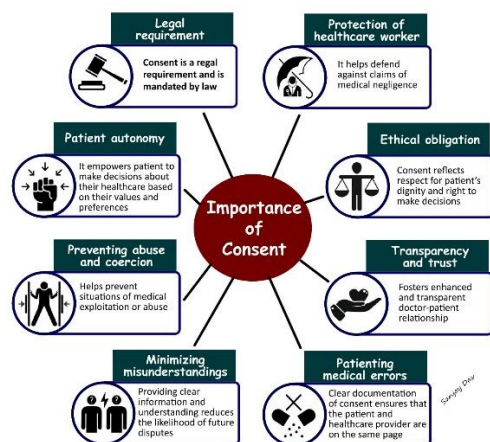 Legal
requirement
Consent is a regal
requirement and is
mandated by law
Protection of
healthcare worker
It helps defend
against claims of
medical negligence
Patient autonomy
It empowers patient to
make decisions about
their healthcare based
on their values and
preferences
Ethical obligation
Consent reflects
respect for patient's
dignity and right to
make decisions
Importance
of
Consent
Preventing abuse
and coercion
Helps prevent
situations of medical
exploitation or abuse
Transparency
and trust
Fosters enhanced
and transparent
doctor-patient
relationship
Minimizing
misunderstandings
Providing clear
information and
understanding reduces
the likelihood of future
disputes
Patienting
medical errors
Clear documentation
of consent ensures that
the patient and
healthcare provider are
on the same page
Sanjoy Dev